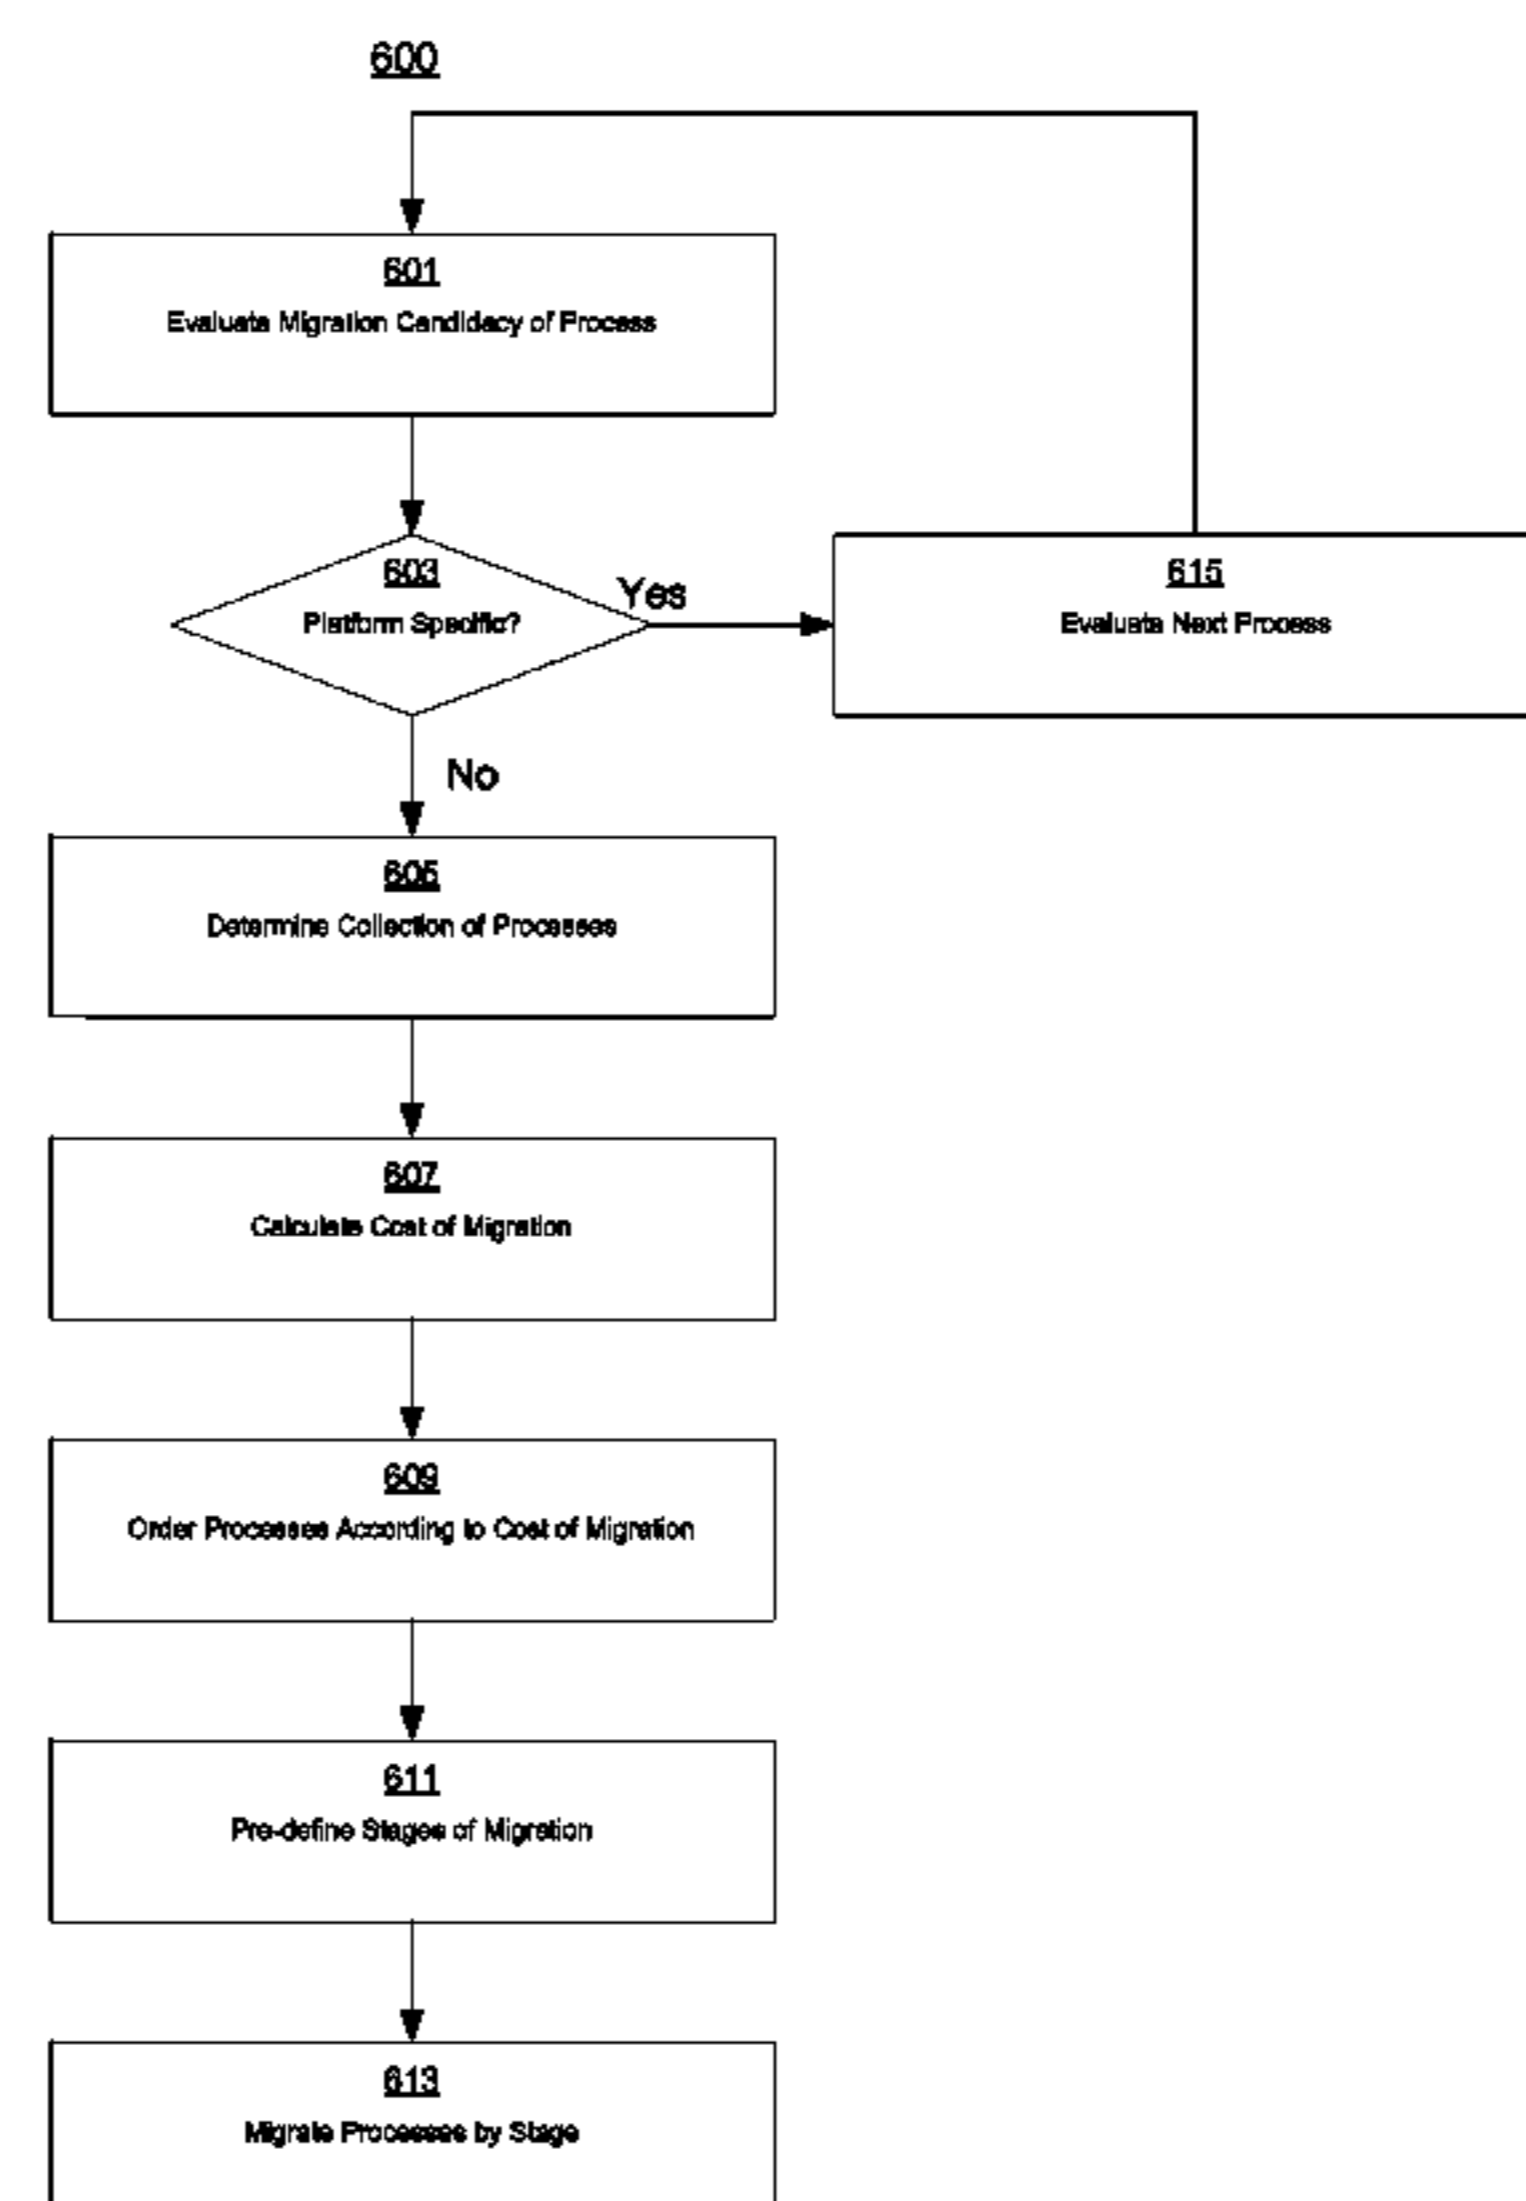 600
601
Evaluate Migration Candidacy of Process
603
Platform Specific?
Yes
615
Evaluate Next Process
No
605
Determine Collection of Processes
607
Calculate Cost of Migration
609
Order Processes According to Cost of Migration
611
Pre-define Stages of Migration
613
Migrate Processes by Stage